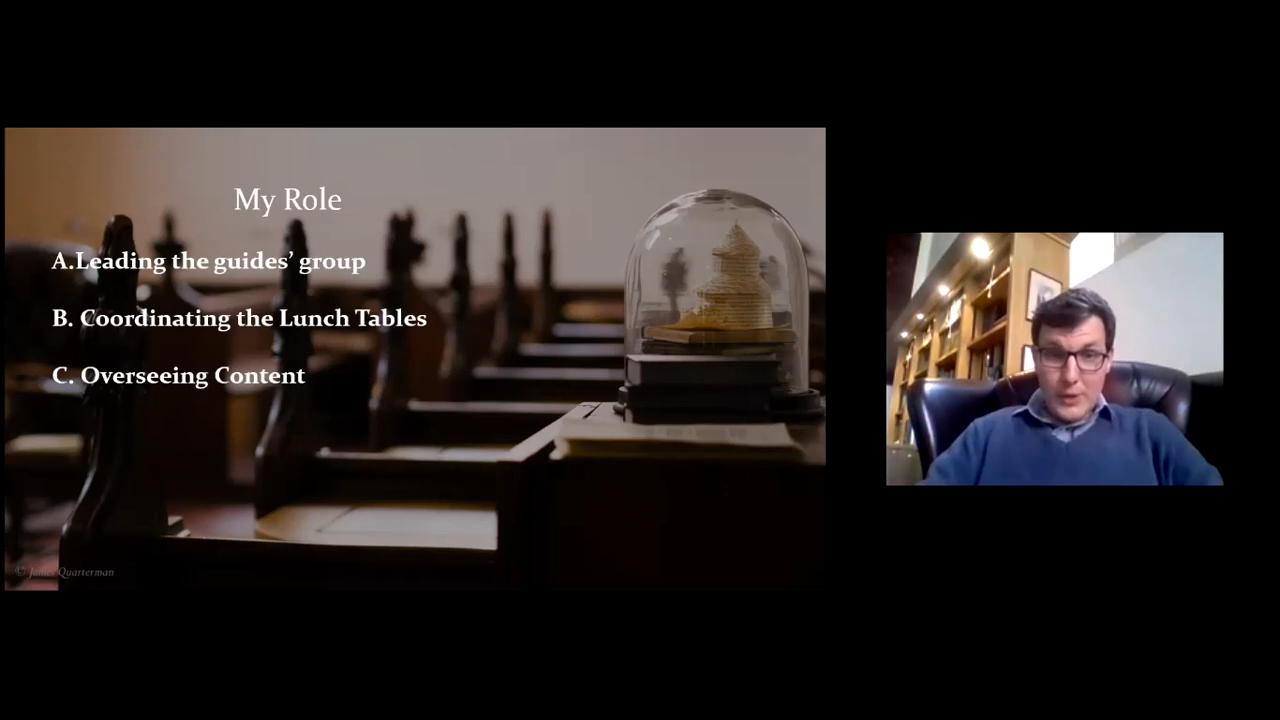 My Role
A.Leading the guides’ group
B. Coordinating the Lunch Tables
C. Overseeing Content
© James Quarterman